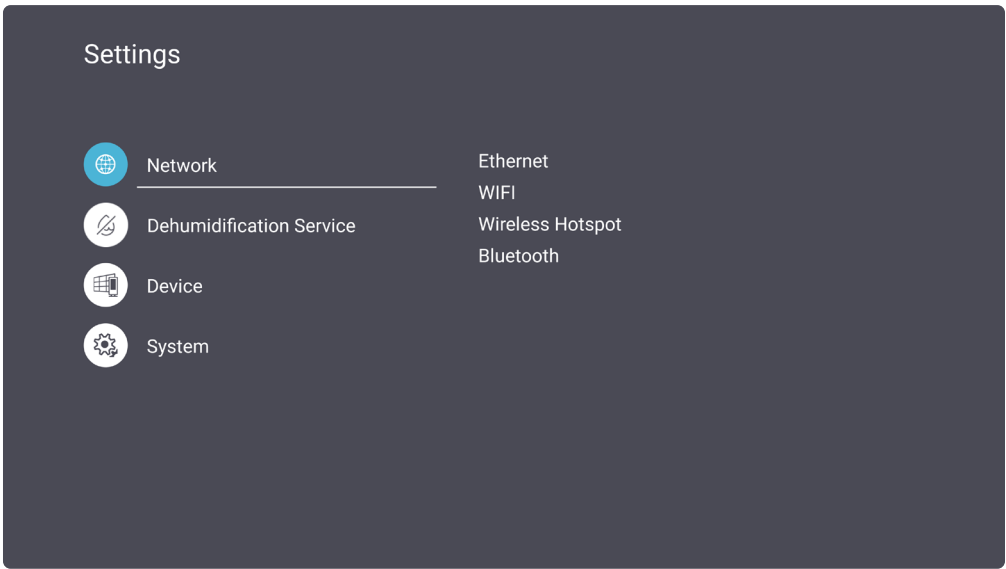 Settings
Network
Dehumidification Service
Device
System
Ethernet
WIFI
Wireless Hotspot
Bluetooth